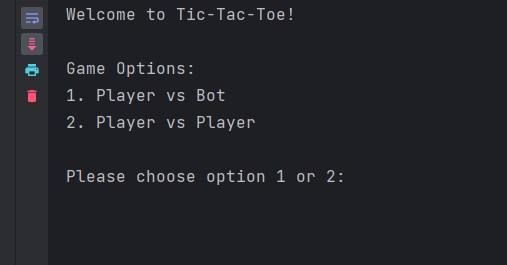 Welcome to Tic-Tac-Toe!
Game Options:
1. Player vs Bot
2. Player vs Player
Please choose option 1 or 2: